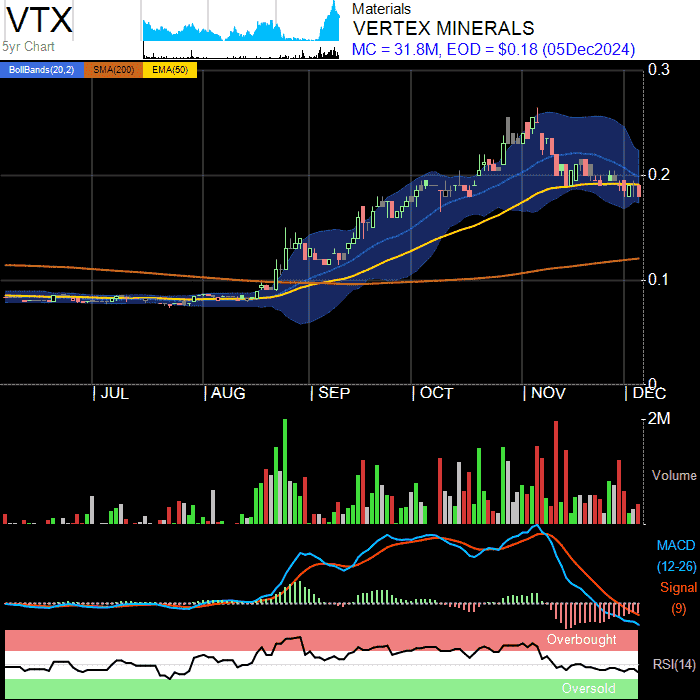 VTX
5yr Chart
Materials
VERTEX MINERALS
MC = 31.8M, EOD = $0.18 (05Dec2024)
BollBands(20,2) SMA(200) EMA(50)
0.3
0.2
0.1
0
JUL AUG SEP OCT NOV DEC
2M
Volume
MACD
(12-26)
Signal
(9)
Overbought
RSI(14)
Oversold